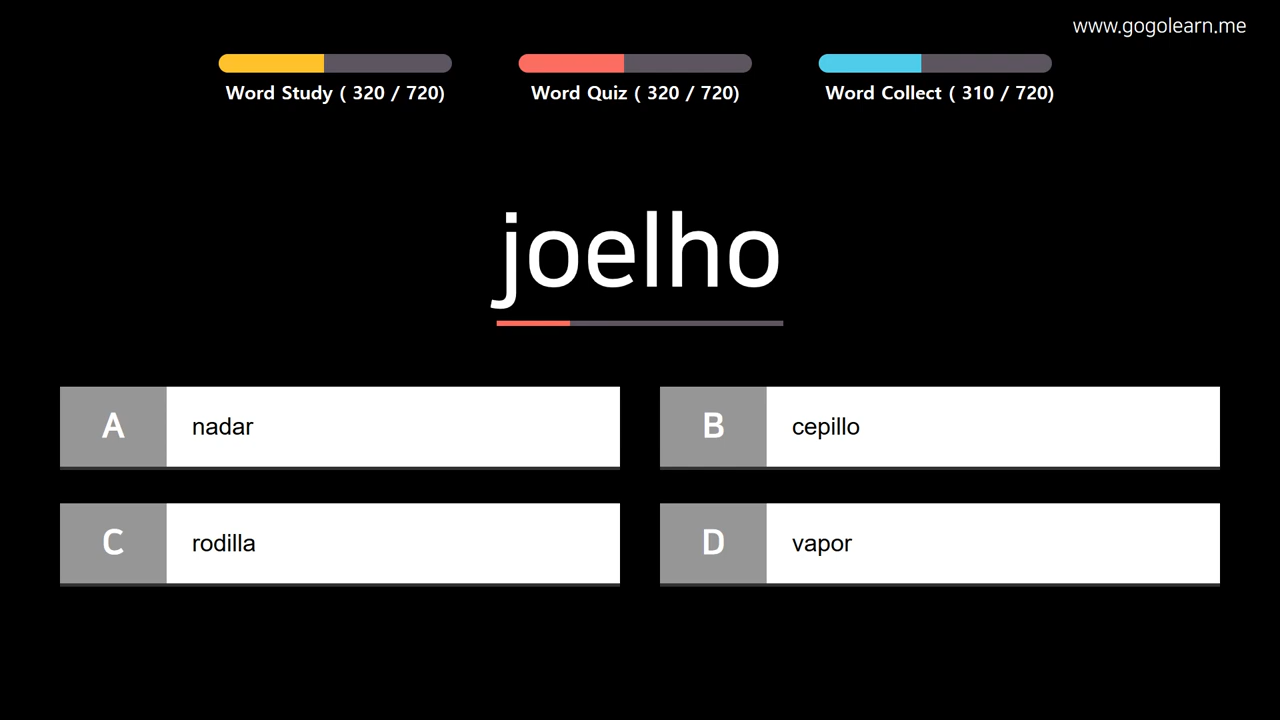 www.gogolearn.me
Word Study ( 320 / 720)
Word Quiz ( 320 / 720)
Word Collect ( 310 / 720)
joelho
A nadar
B cepillo
C rodilla
D vapor